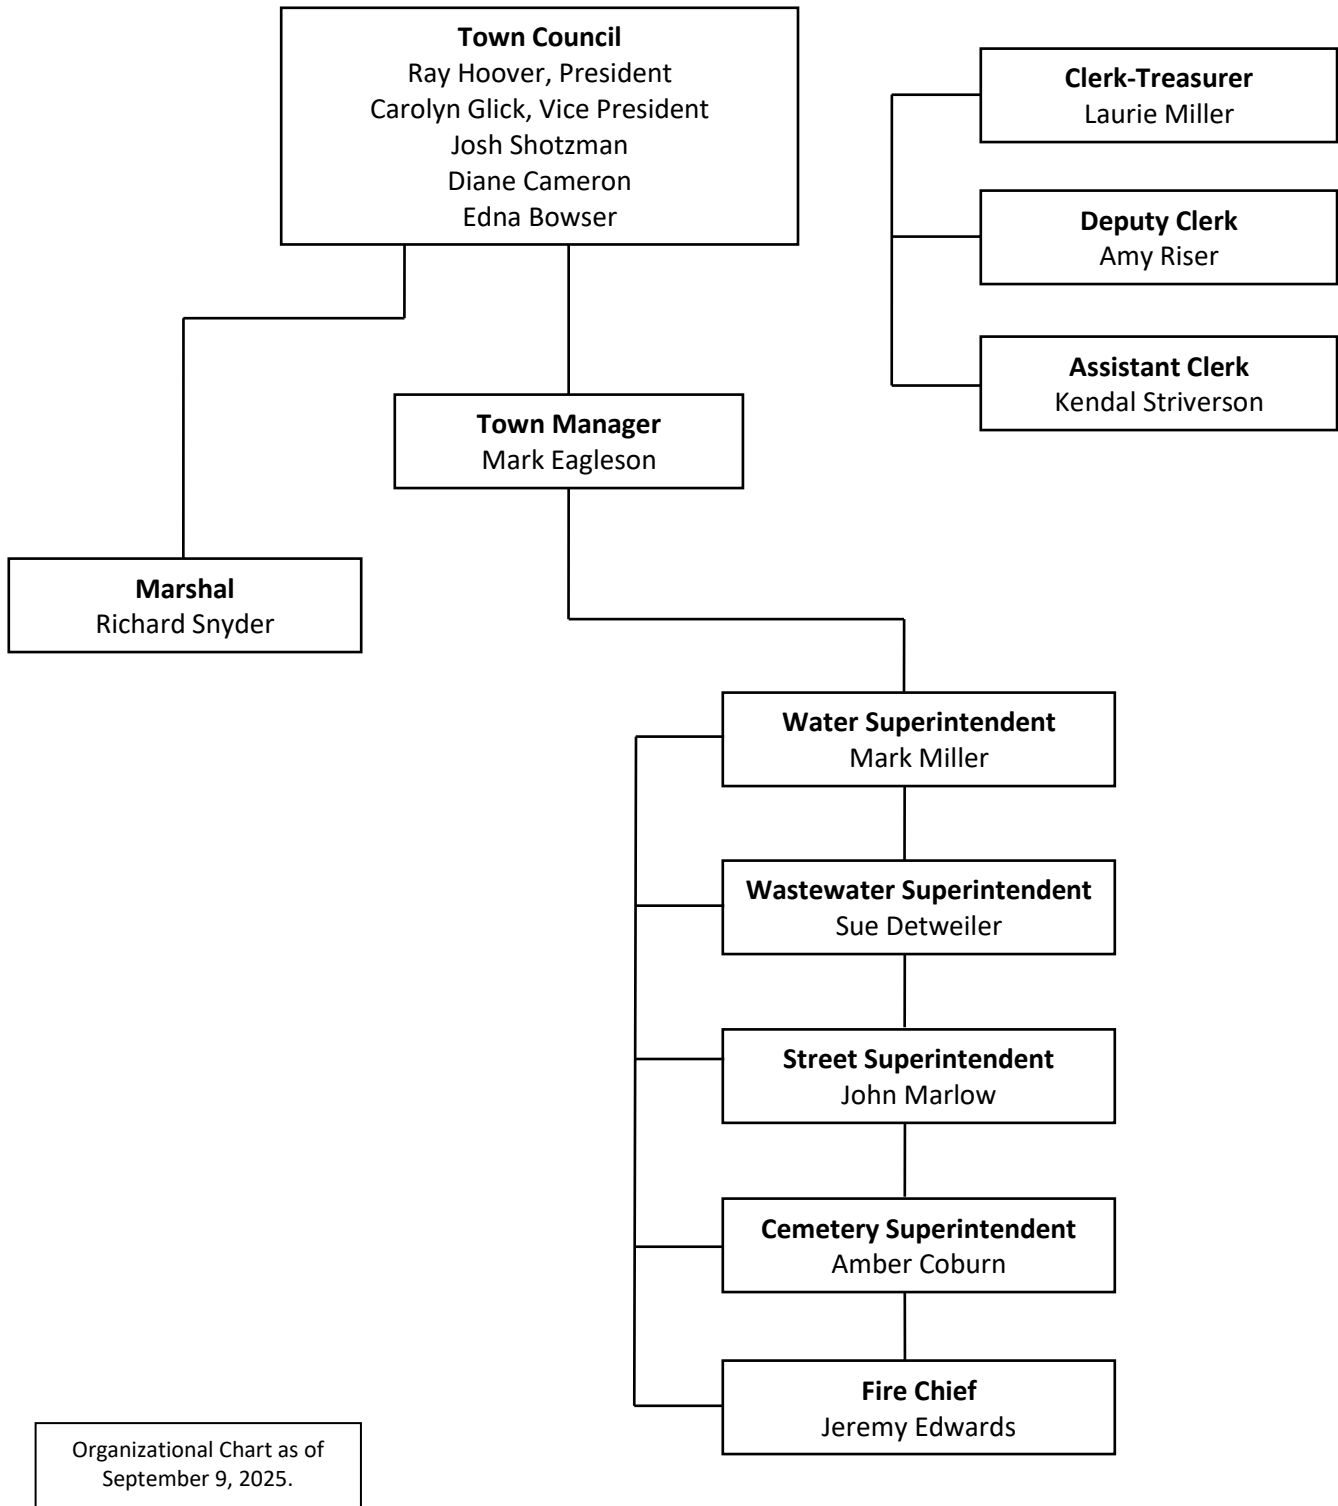 Town Council
Ray Hoover, President
Carolyn Glick, Vice President
Josh Shotzman
Diane Cameron
Edna Bowser
Clerk-Treasurer
Laurie Miller
Deputy Clerk
Amy Riser
Assistant Clerk
Kendal Striverson
Town Manager
Mark Eagleson
Marshal
Richard Snyder
Water Superintendent
Mark Miller
Wastewater Superintendent
Sue Detweiler
Street Superintendent
John Marlow
Cemetery Superintendent
Amber Coburn
Fire Chief
Jeremy Edwards
Organizational Chart as of
September 9, 2025.